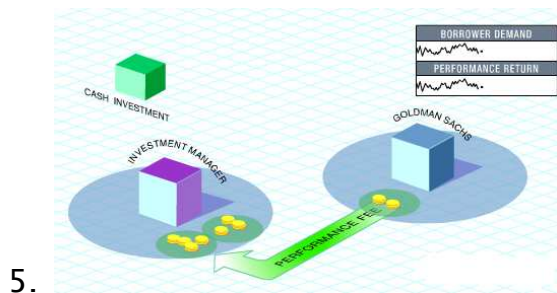 BORROWER DEMAND
PERFORMANCE RETURN
CASH INVESTMENT
GOLDMAN SACHS
INVESTMENT MANAGER
PERFORMANCE FEE
5.